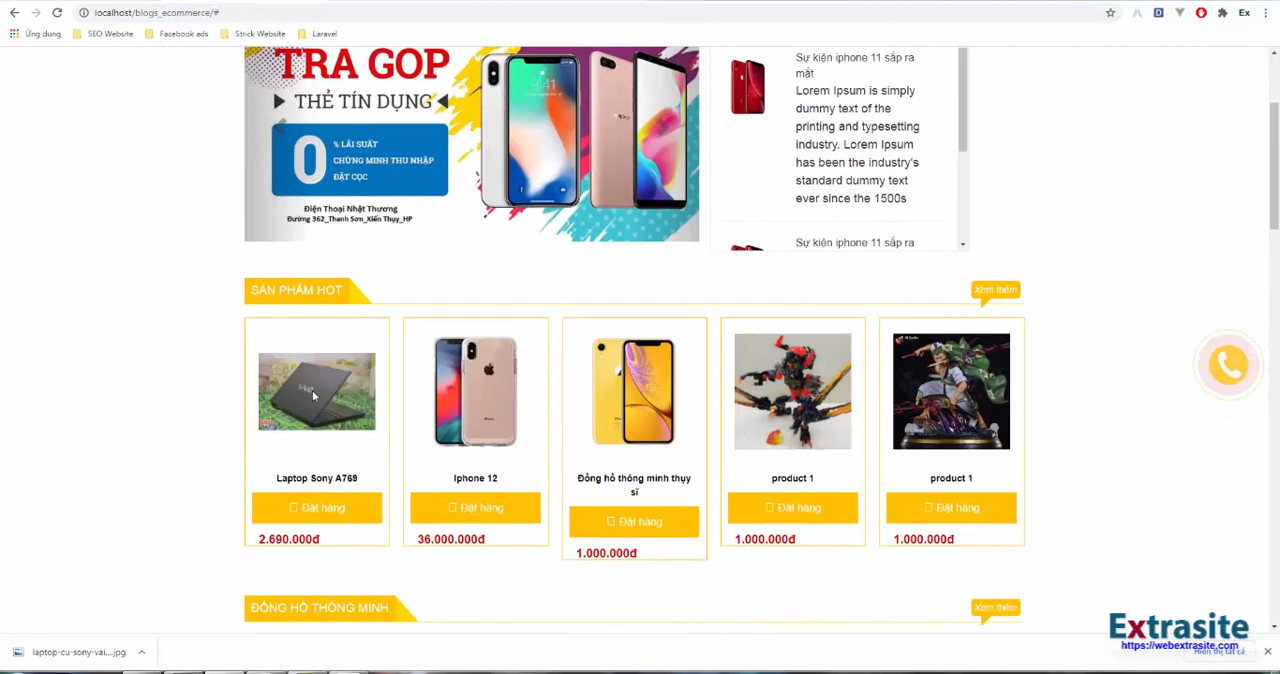 localhost/blogs_ecommerce/#
Ex
Ứng dụng
SEO Website
Facebook ads
Strick Website
Laravel
TRA GOP
THẺ TÍN DỤNG
0
% LÃI SUẤT
CHỨNG MINH THU NHẬP
ĐẶT CỌC
Điện Thoại Nhật Thương
Đường 362_Thanh Sơn_Kiến Thụy_HP
Sự kiện iphone 11 sắp ra
mắt
Lorem Ipsum is simply
dummy text of the
printing and typesetting
industry. Lorem Ipsum
has been the industry's
standard dummy text
ever since the 1500s
Sự kiện iphone 11 sắp ra
SẢN PHẨM HOT
Xem thêm
Laptop Sony A769
Đặt hàng
2.690.000đ
Iphone 12
Đặt hàng
36.000.000đ
Đồng hồ thông minh thụy
sĩ
Đặt hàng
1.000.000đ
product 1
Đặt hàng
1.000.000đ
product 1
Đặt hàng
1.000.000đ
ĐỒNG HỒ THÔNG MINH
Xem thêm
Extrasite
https://webextrasite.com
laptop-cu-sony-vai....jpg
Hiển thị tất cả